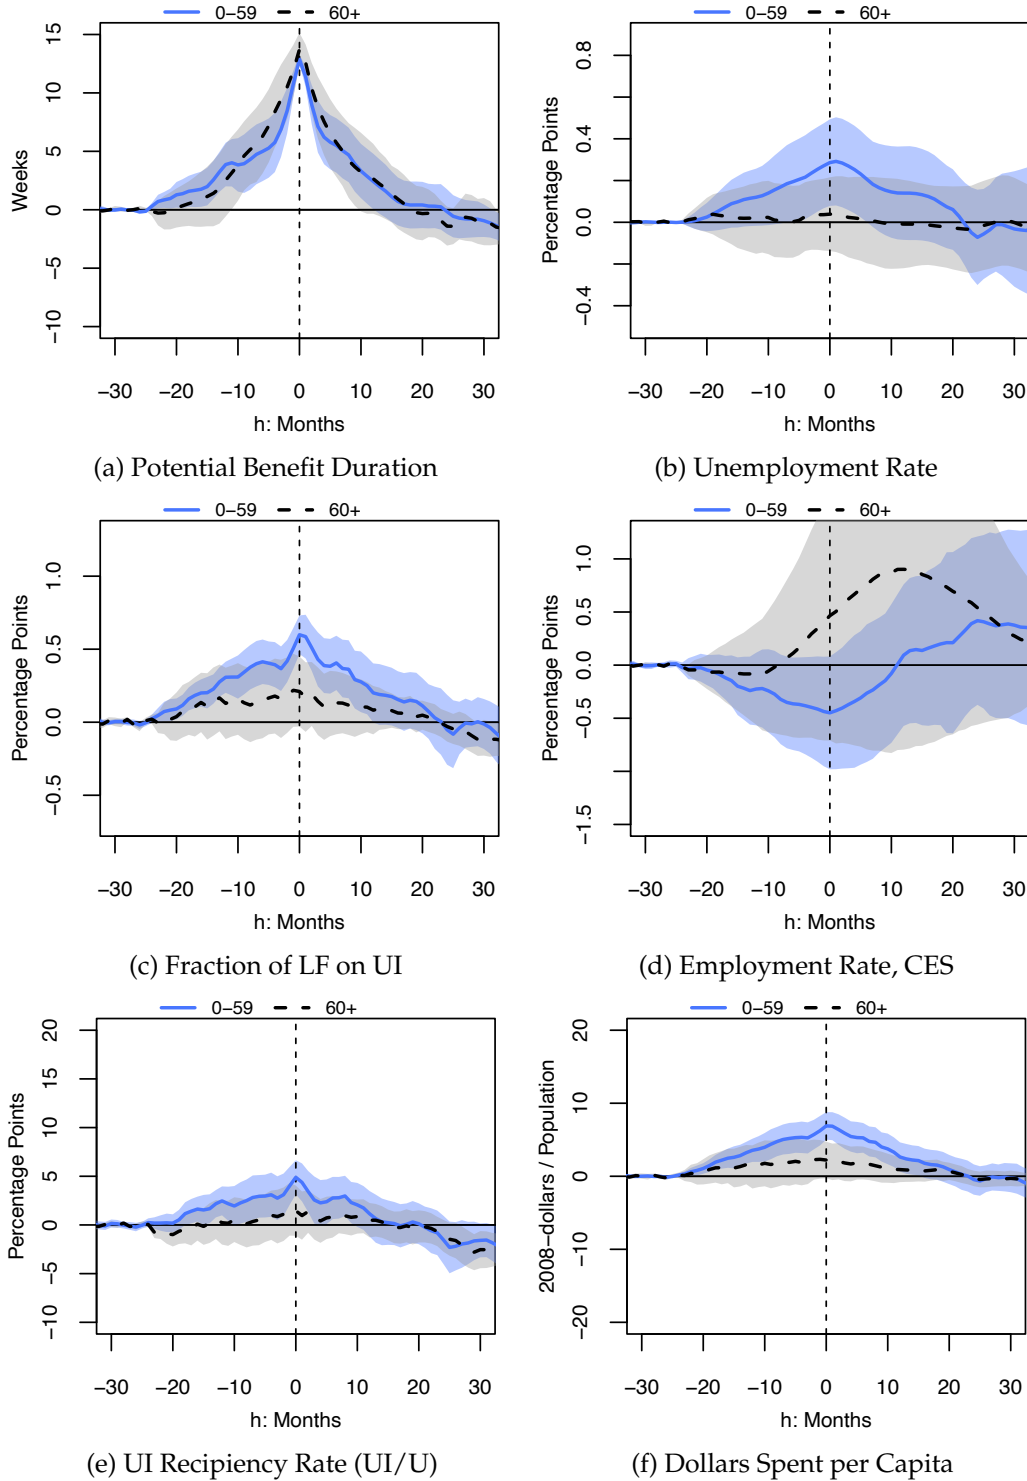 0−59 60+
Weeks
15
10
5
0
−5
−10
−30 −20 −10 0 10 20 30
h: Months
(a) Potential Benefit Duration
0−59 60+
Percentage Points
0.8
0.4
0.0
−0.4
−30 −20 −10 0 10 20 30
h: Months
(b) Unemployment Rate
0−59 60+
Percentage Points
1.0
0.5
0.0
−0.5
−30 −20 −10 0 10 20 30
h: Months
(c) Fraction of LF on UI
0−59 60+
Percentage Points
1.0
0.5
0.0
−0.5
−1.5
−30 −20 −10 0 10 20 30
h: Months
(d) Employment Rate, CES
0−59 60+
Percentage Points
20
15
10
5
0
−5
−10
−30 −20 −10 0 10 20 30
h: Months
(e) UI Recipiency Rate (UI/U)
0−59 60+
2008−dollars / Population
20
10
0
−10
−20
−30 −20 −10 0 10 20 30
h: Months
(f) Dollars Spent per Capita